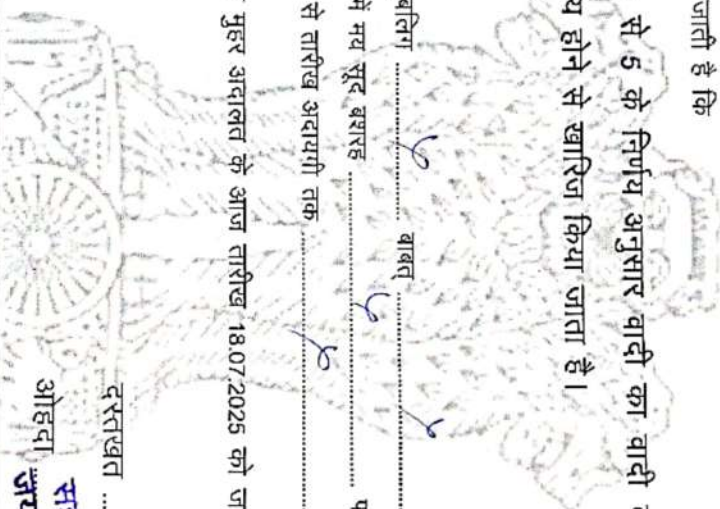 जाती है कि
से 5 के निर्णय अनुसार वादी का वादी
य होने से खारिज किया जाता है।
बलिग ........ बाबत् ........
में मय सूद बशरह ........
से तारीख अदायगी तक ........
मुहर अदालत के आज तारीख 18.07.2025 को ज
दस्तखत ...
ओहदा